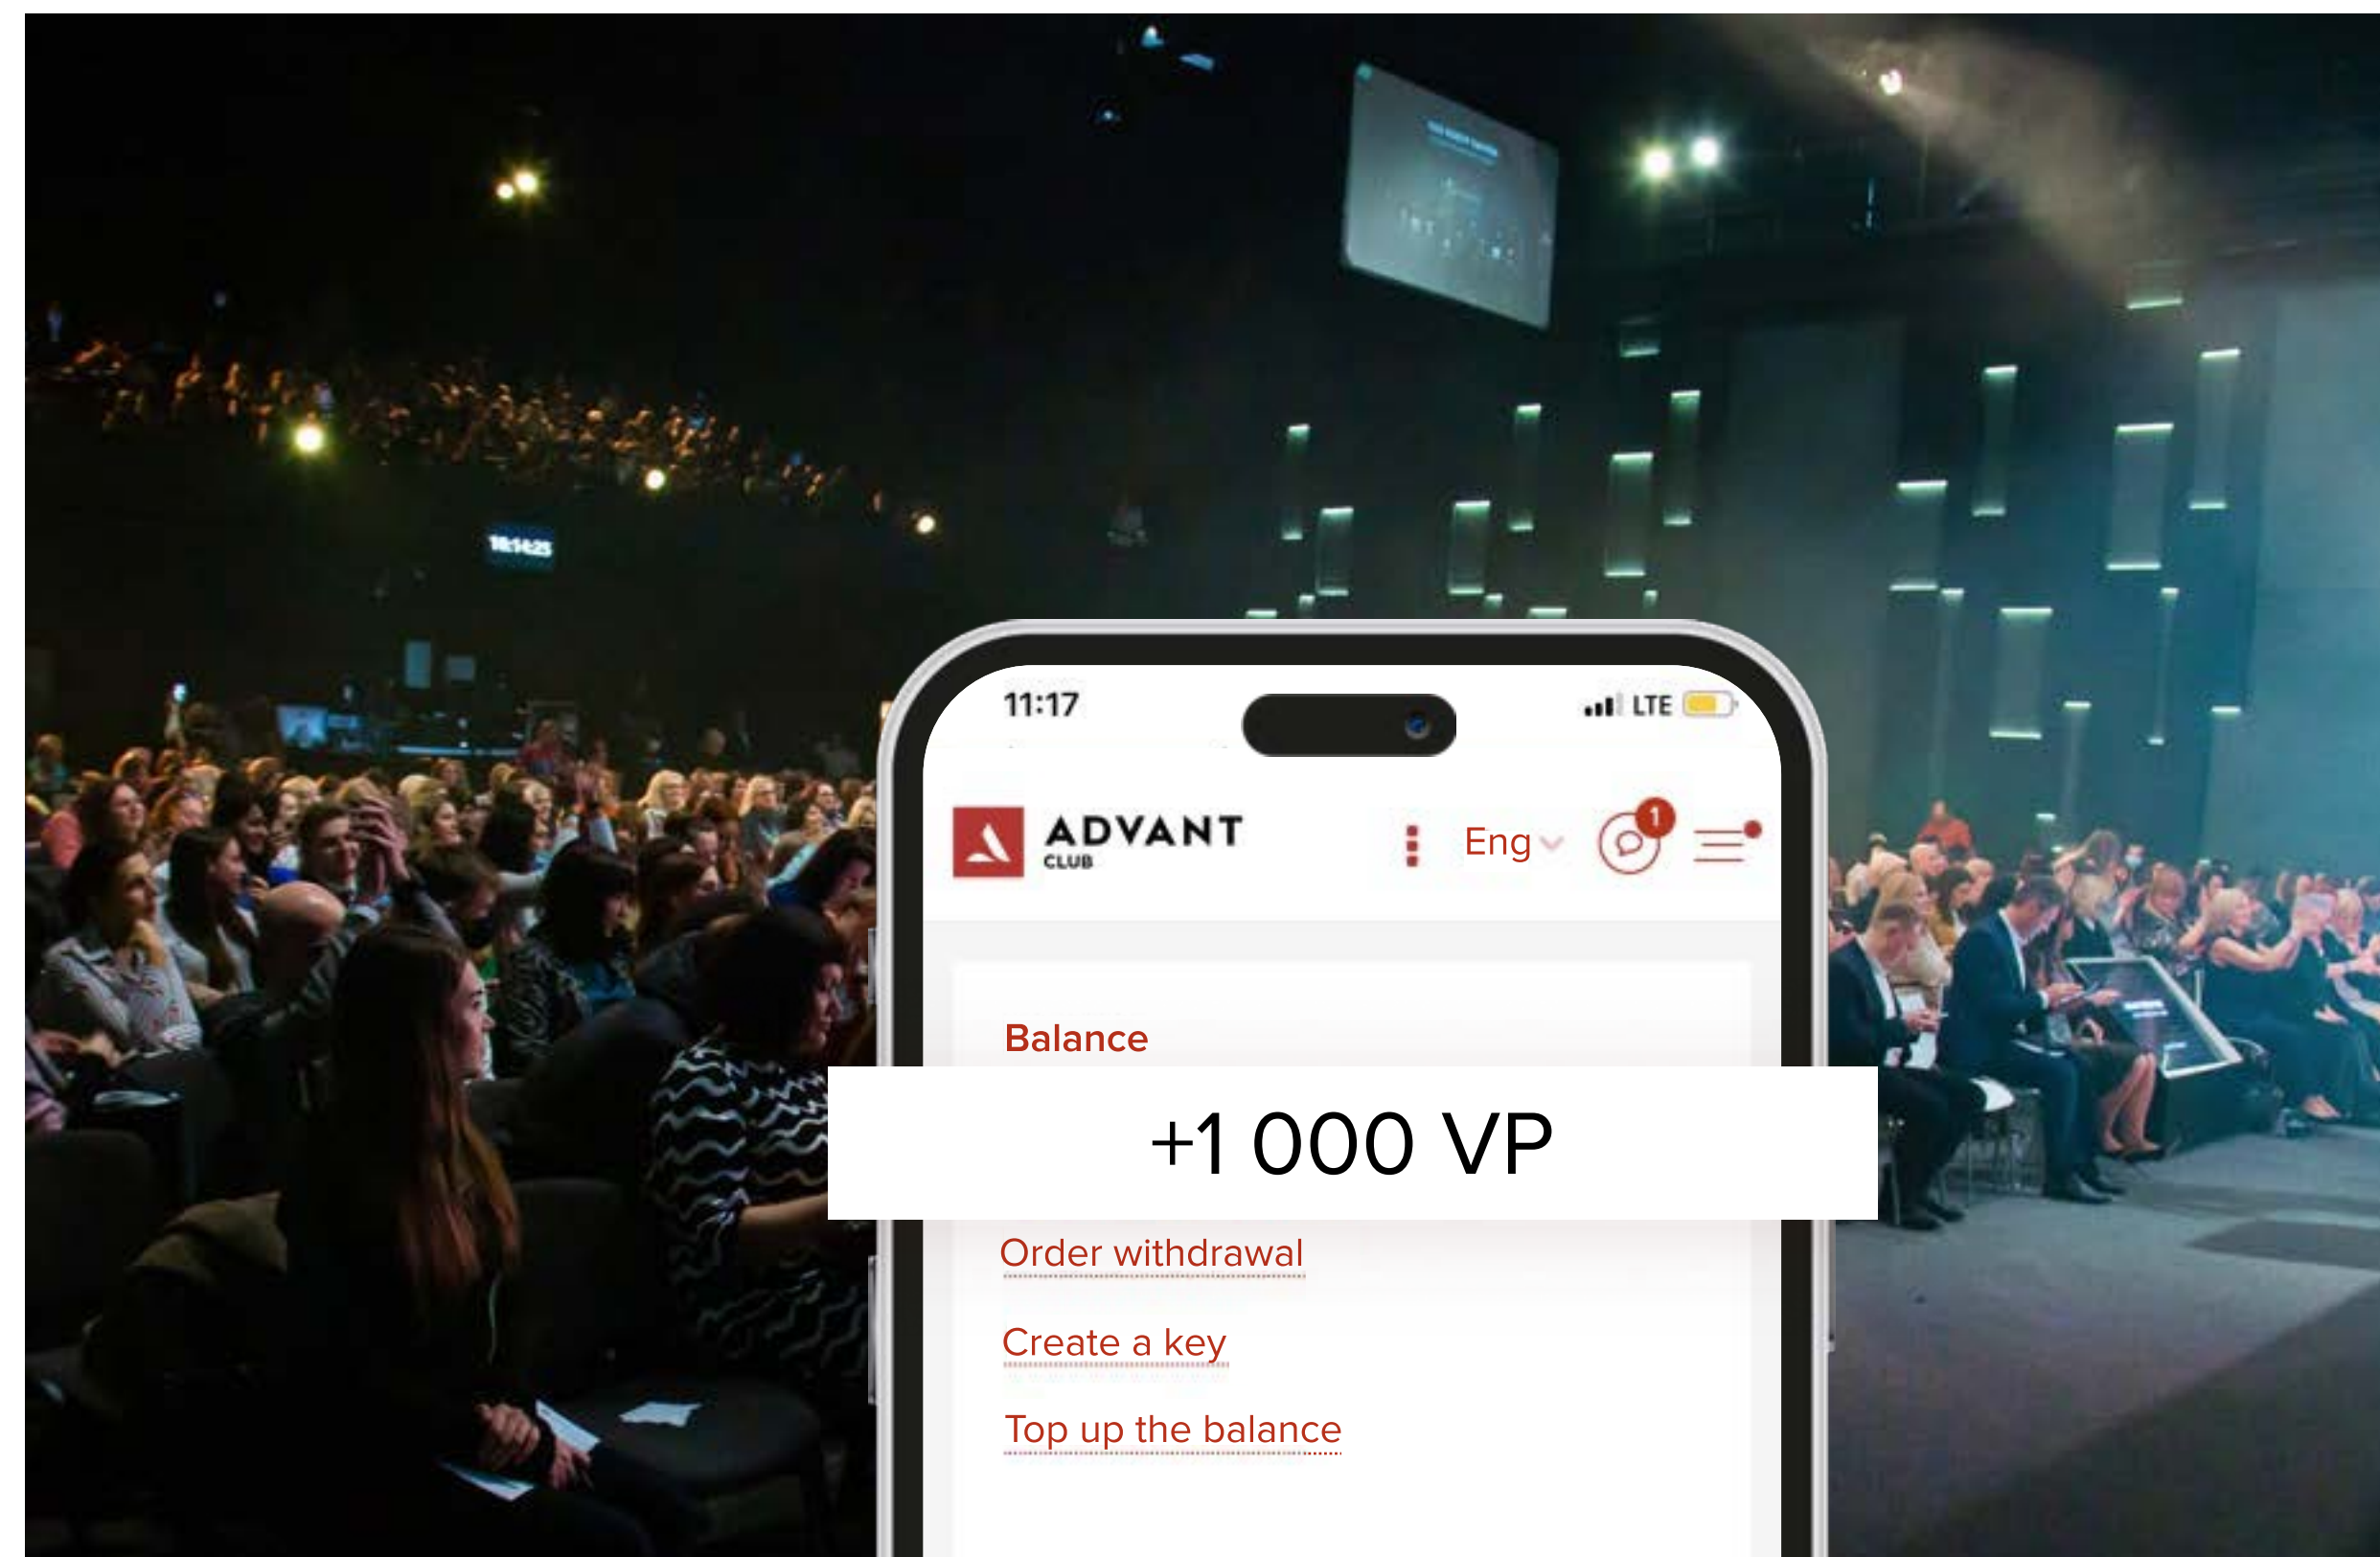 11:17
LTE
ADVANT
CLUB
Eng
1
Balance
+1 000 VP
Order withdrawal
Create a key
Top up the balance